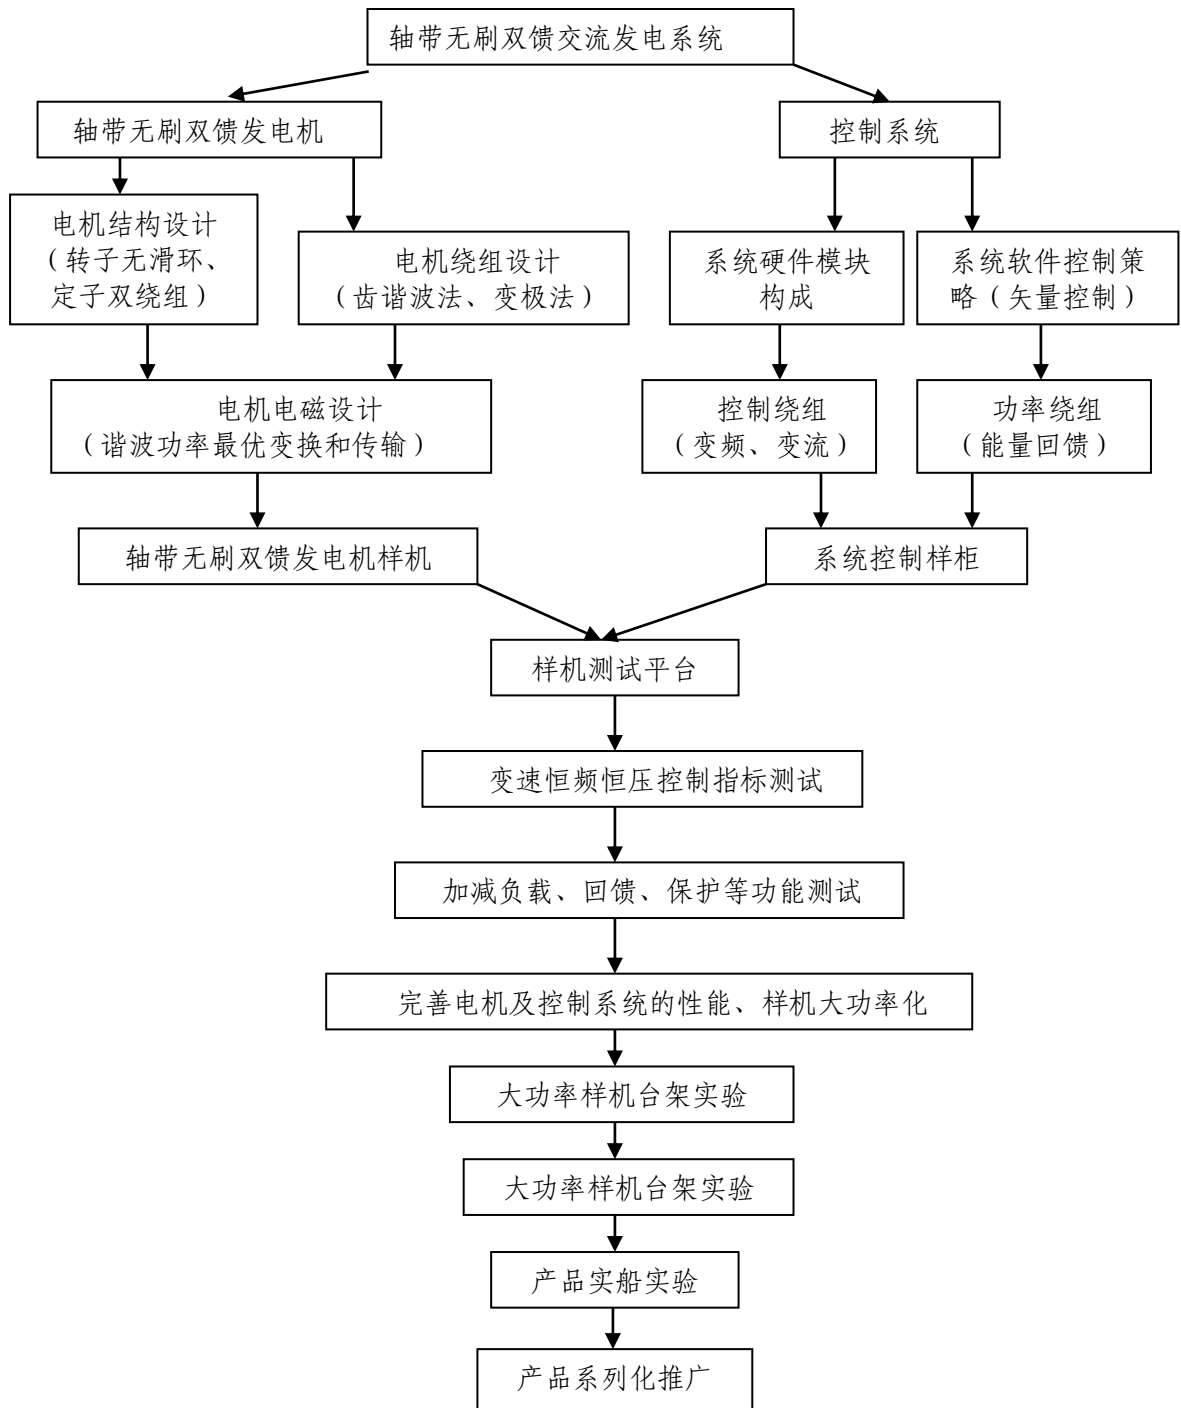 轴带无刷双馈交流发电系统
轴带无刷双馈发电机
控制系统
电机结构设计
（转子无滑环、
定子双绕组）
电机绕组设计
（齿谐波法、变极法）
系统硬件模块
构成
系统软件控制策
略（矢量控制）
电机电磁设计
（谐波功率最优变换和传输）
控制绕组
（变频、变流）
功率绕组
（能量回馈）
轴带无刷双馈发电机样机
系统控制样柜
样机测试平台
变速恒频恒压控制指标测试
加减负载、回馈、保护等功能测试
完善电机及控制系统的性能、样机大功率化
大功率样机台架实验
大功率样机台架实验
产品实船实验
产品系列化推广